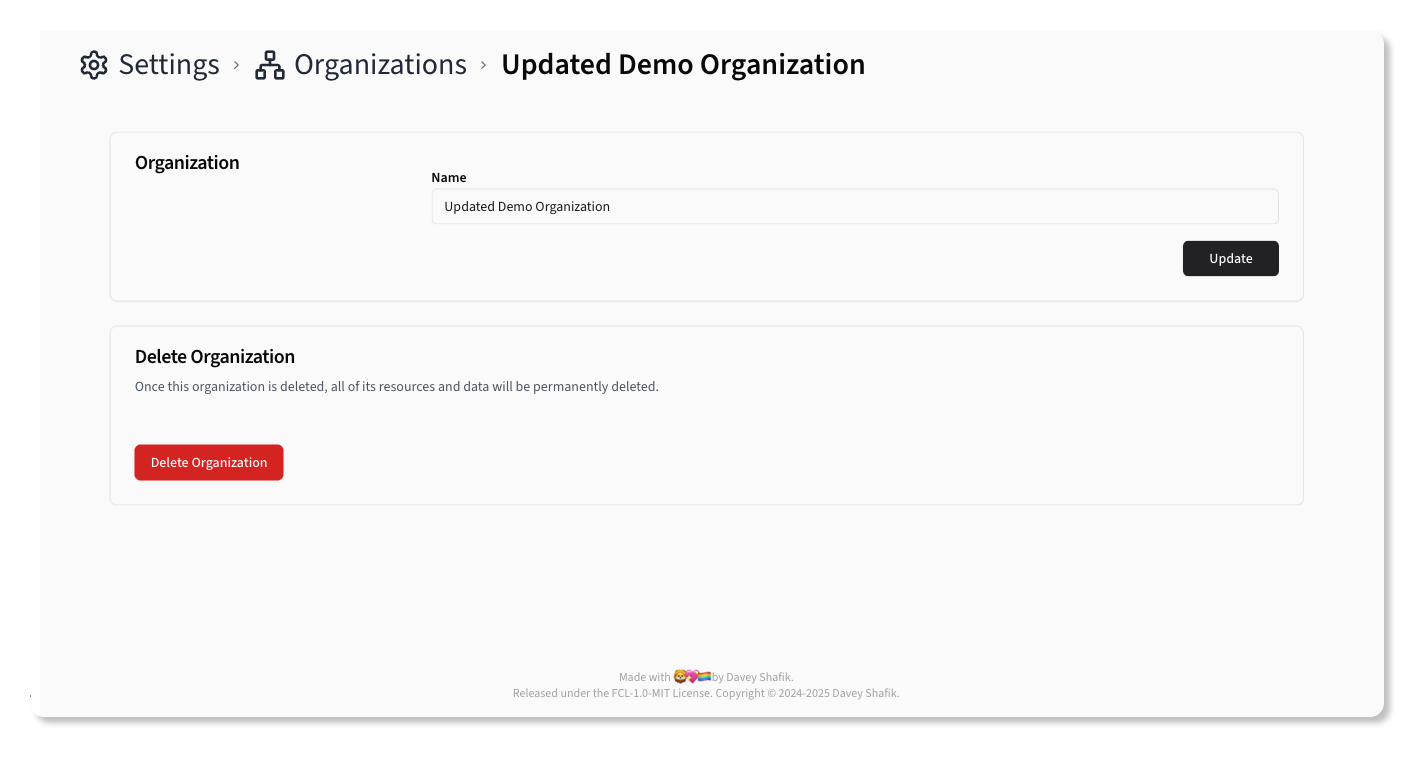 Settings › Organizations › Updated Demo Organization
Organization
Name
Updated Demo Organization
Update
Delete Organization
Once this organization is deleted, all of its resources and data will be permanently deleted.
Delete Organization
Made with 🦁💖🏳️‍🌈 by Davey Shafik.
Released under the FCL-1.0-MIT License. Copyright © 2024-2025 Davey Shafik.